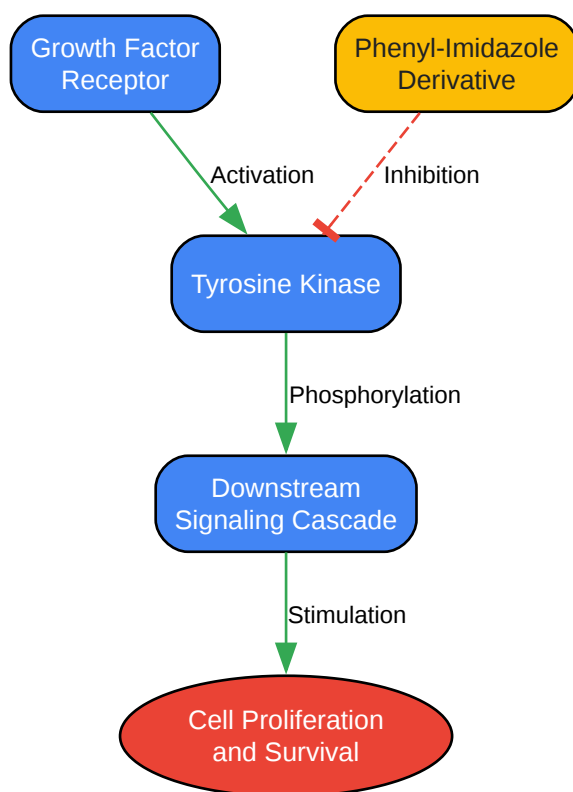 Growth Factor
Receptor
Phenyl-Imidazole
Derivative
Activation
Inhibition
Tyrosine Kinase
Phosphorylation
Downstream
Signaling Cascade
Stimulation
Cell Proliferation
and Survival